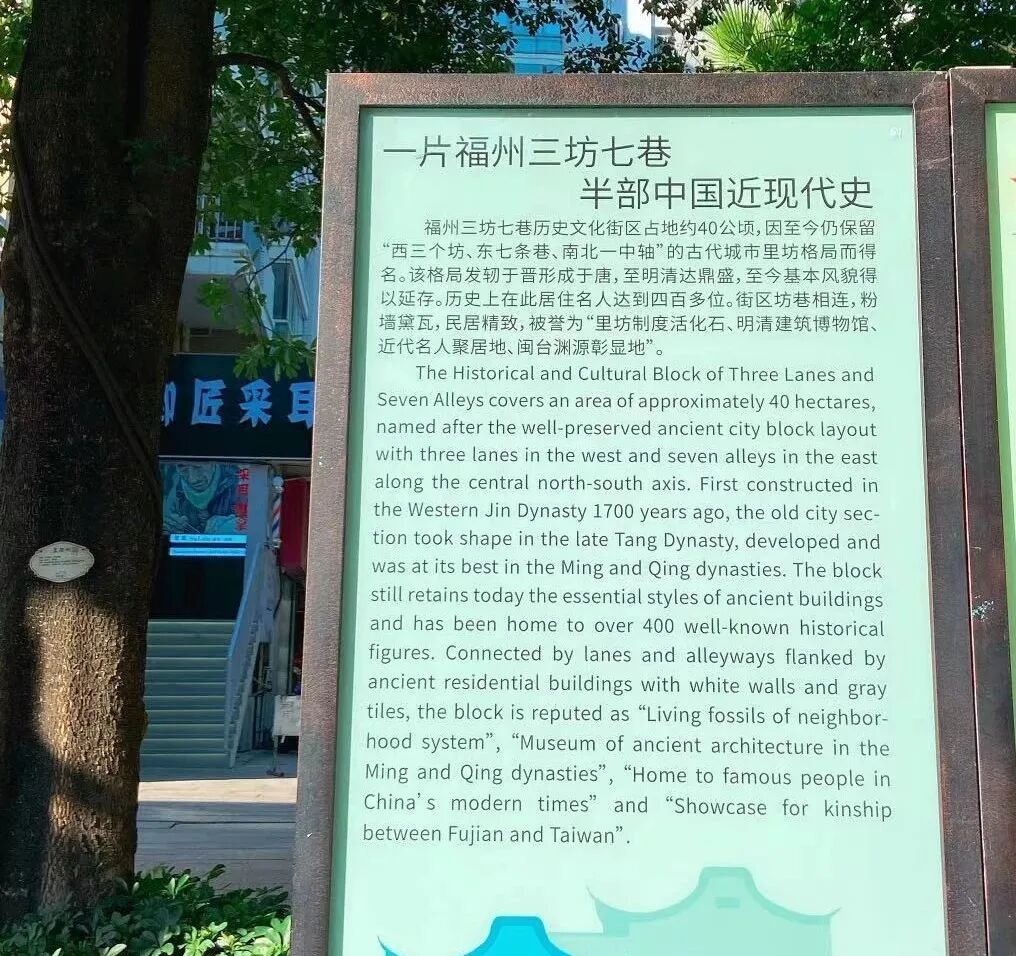 一片福州三坊七巷
半部中国近现代史
福州三坊七巷历史文化街区占地约40公顷，因至今仍保留
“西三个坊、东七条巷、南北一中轴”的古代城市里坊格局而得
名。该格局发轫于晋形成于唐，至明清达鼎盛，至今基本风貌得
以延存。历史上在此居住名人达到四百多位。街区坊巷相连，粉
墙黛瓦，民居精致，被誉为“里坊制度活化石、明清建筑博物馆、
近代名人聚居地、闽台渊源彰显地”。
The Historical and Cultural Block of Three Lanes and
Seven Alleys covers an area of approximately 40 hectares,
named after the well-preserved ancient city block layout
with three lanes in the west and seven alleys in the east
along the central north-south axis. First constructed in
the Western Jin Dynasty 1700 years ago, the old city sec-
tion took shape in the late Tang Dynasty, developed and
was at its best in the Ming and Qing dynasties. The block
still retains today the essential styles of ancient buildings
and has been home to over 400 well-known historical
figures. Connected by lanes and alleyways flanked by
ancient residential buildings with white walls and gray
tiles, the block is reputed as “Living fossils of neighbor-
hood system”, “Museum of ancient architecture in the
Ming and Qing dynasties”, “Home to famous people in
China’s modern times” and “Showcase for kinship
between Fujian and Taiwan”.
匠采耳